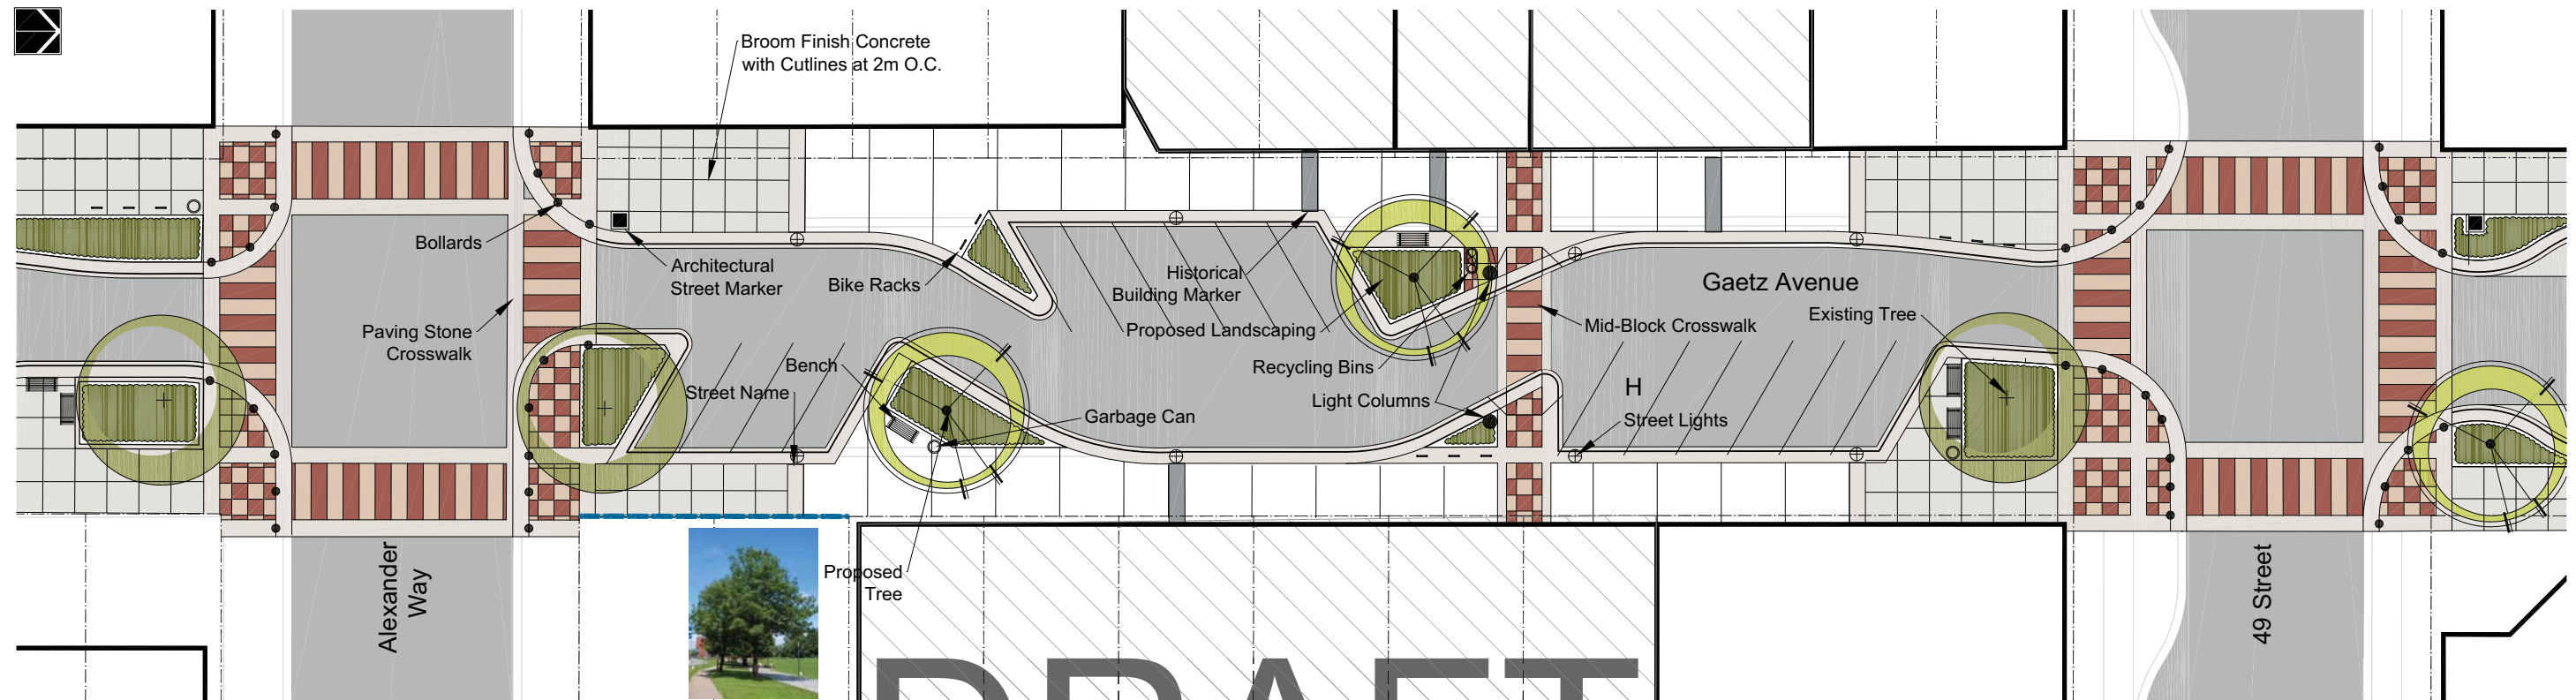 Broom Finish Concrete
with Cutlines at 2m O.C.
Bollards
Architectural
Street Marker
Bike Racks
Historical
Building Marker
Gaetz Avenue
Paving Stone
Crosswalk
Proposed Landscaping
Mid-Block Crosswalk
Existing Tree
Bench
Recycling Bins
Street Name
H
Light Columns
Garbage Can
Street Lights
Proposed
Tree
Alexander
Way
49 Street
DRAFT